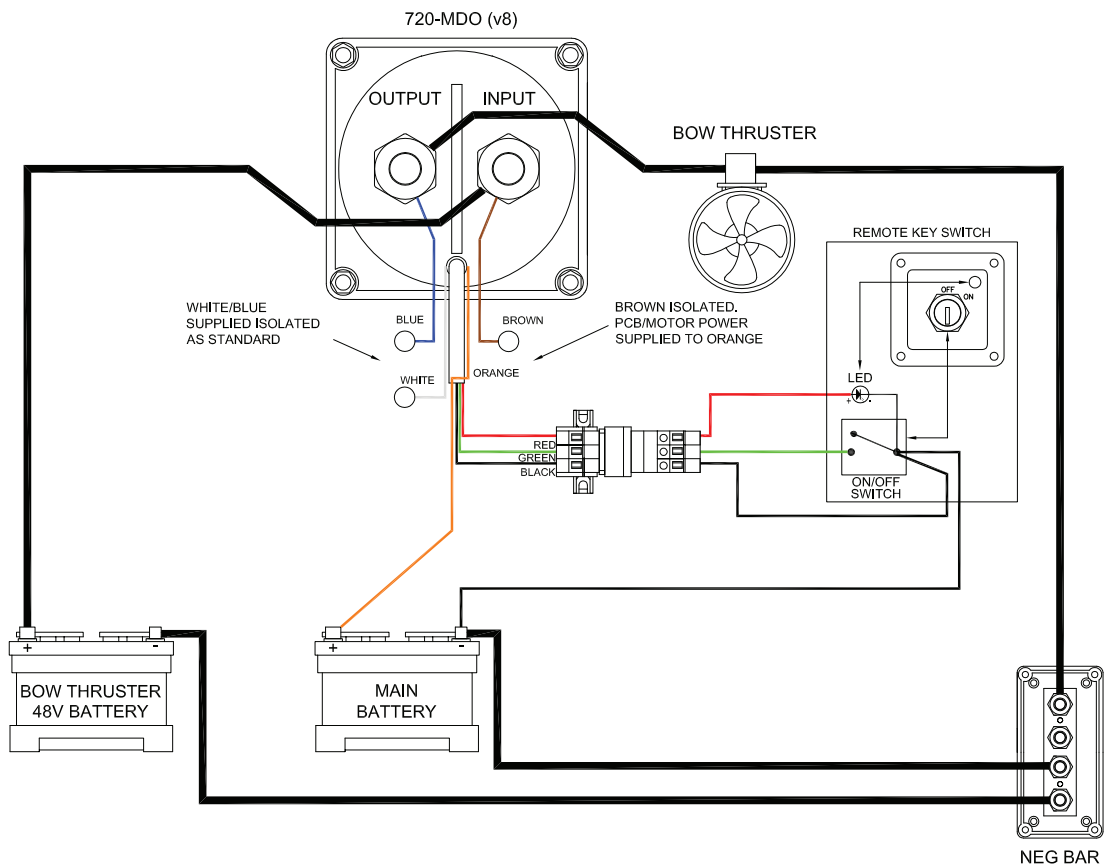 720-MDO (v8)
OUTPUT
INPUT
BOW THRUSTER
REMOTE KEY SWITCH
OFF
ON
WHITE/BLUE
SUPPLIED ISOLATED
AS STANDARD
BLUE
BROWN
BROWN ISOLATED.
PCB/MOTOR POWER
SUPPLIED TO ORANGE
WHITE
ORANGE
LED
+ -
RED
GREEN
BLACK
ON/OFF
SWITCH
+ -
BOW THRUSTER
48V BATTERY
+ -
MAIN
BATTERY
NEG BAR